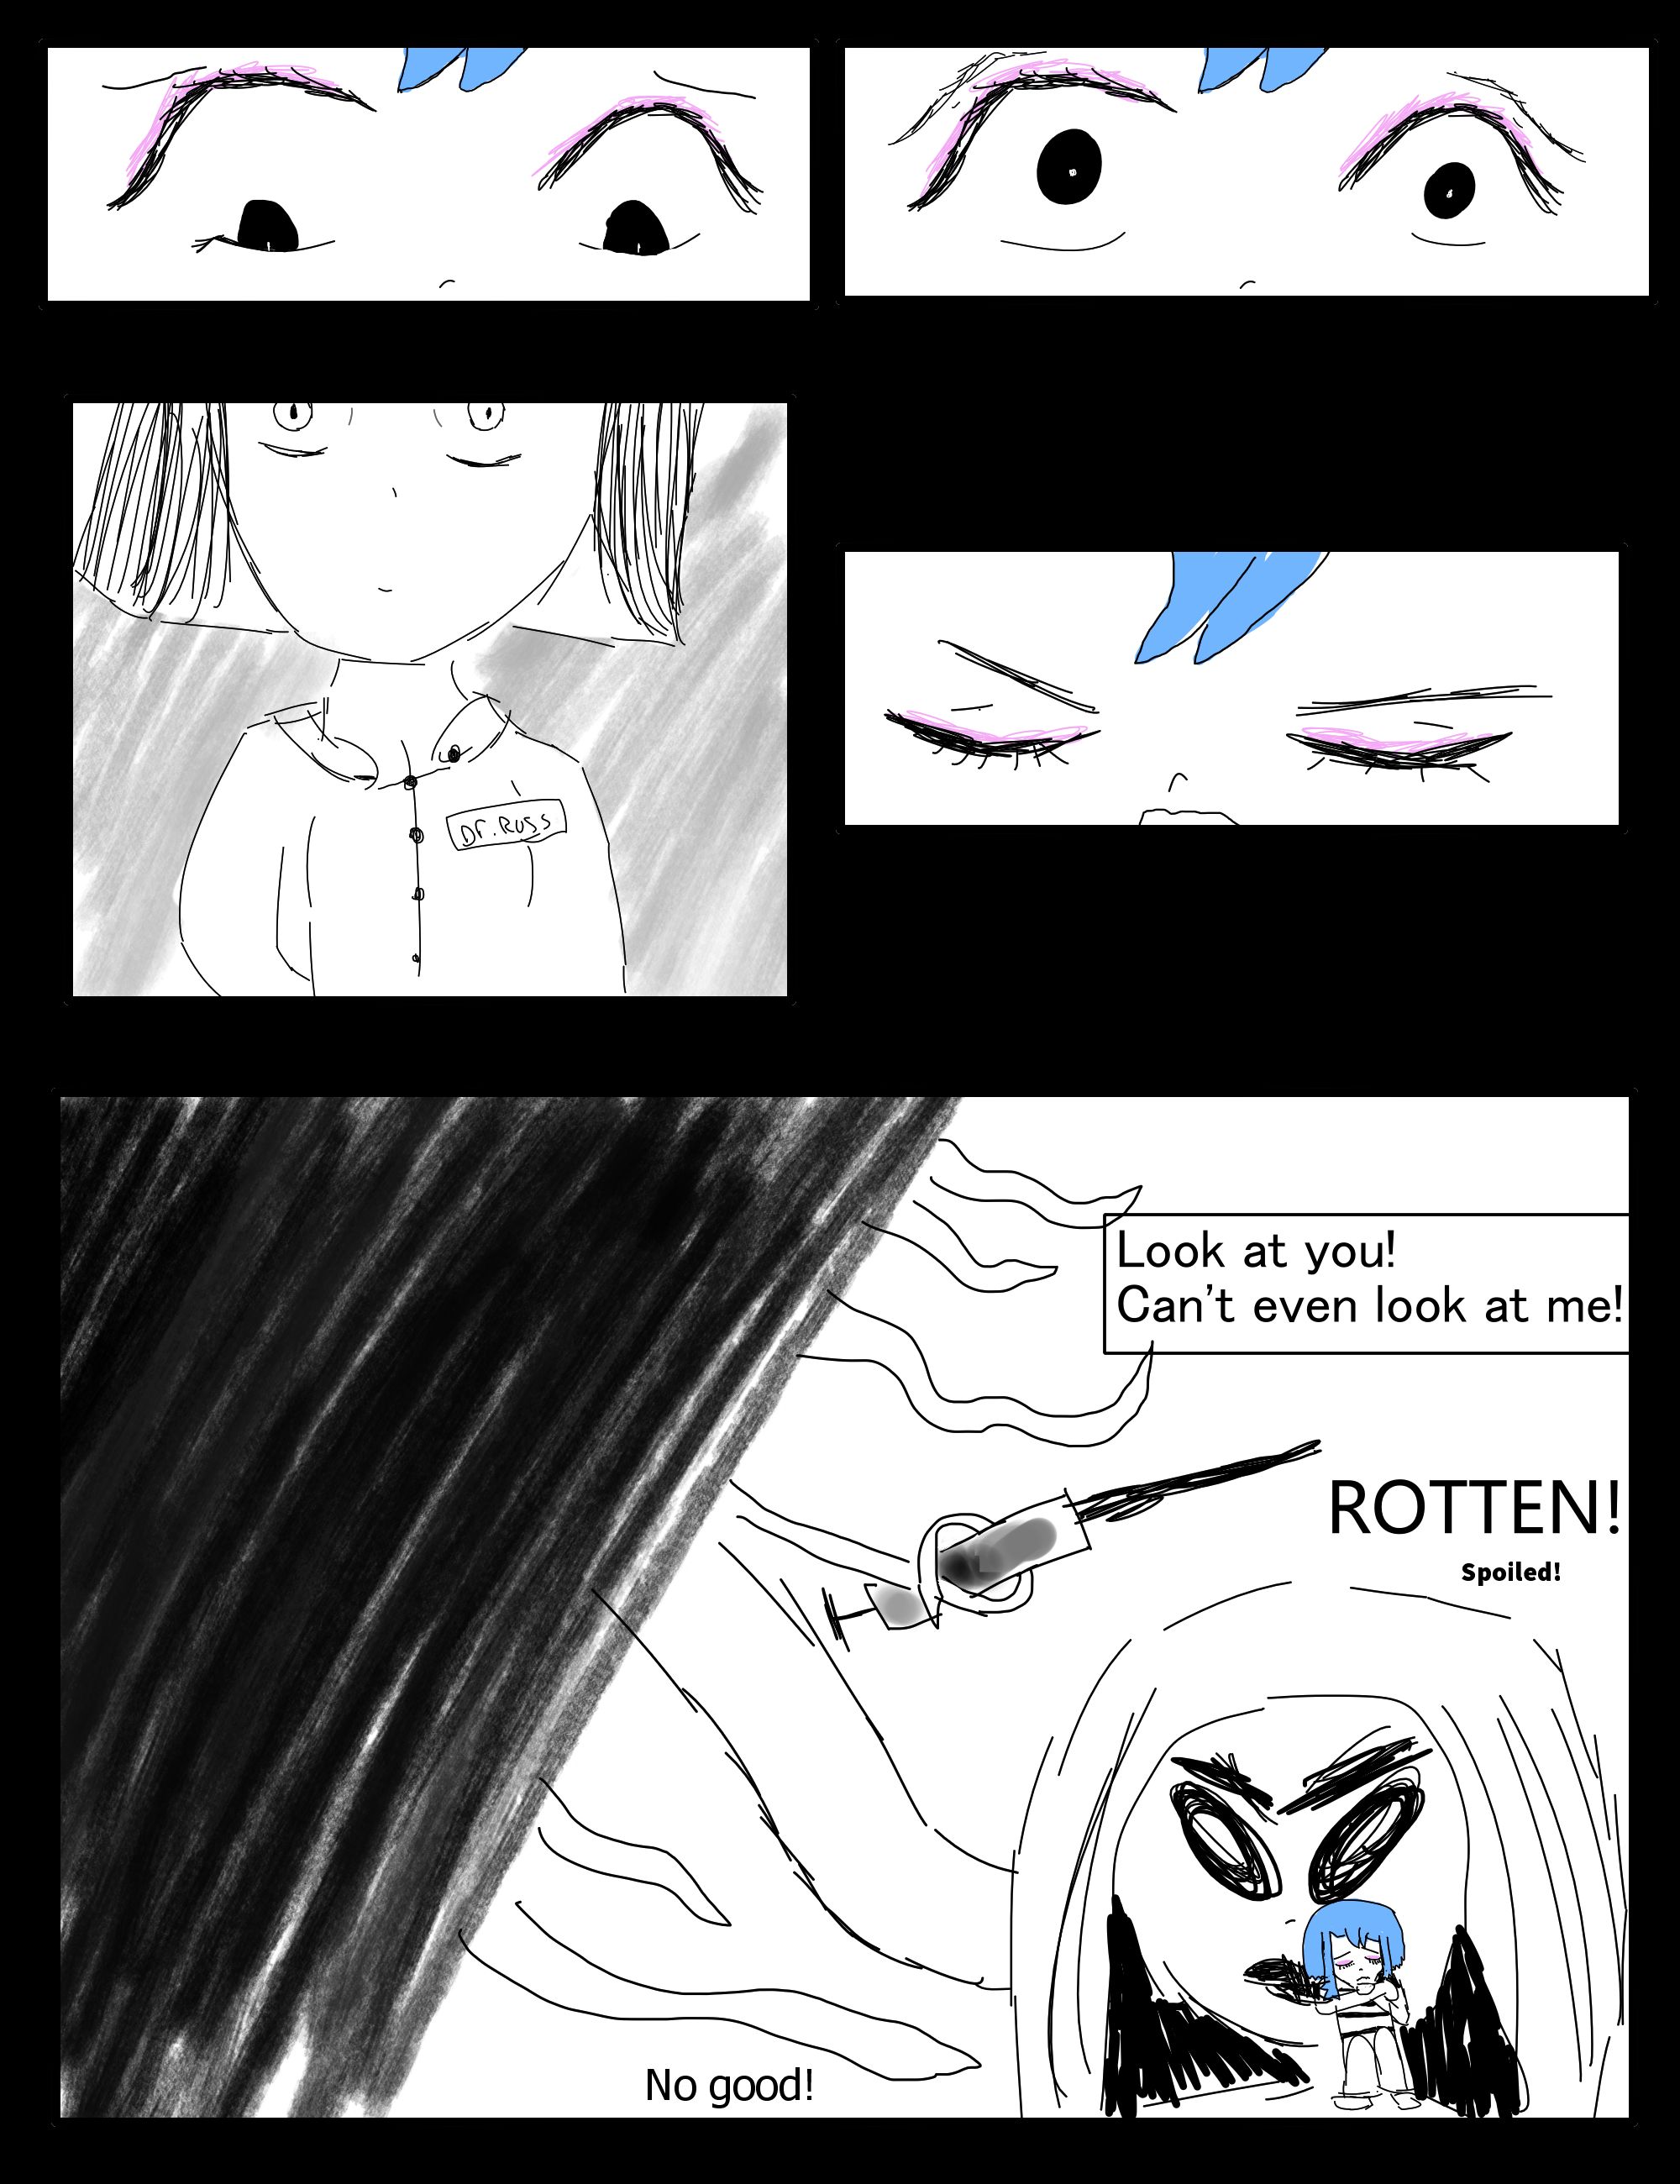 Dr. Russ
Look at you!
Can't even look at me!
ROTTEN!
Spoiled!
No good!